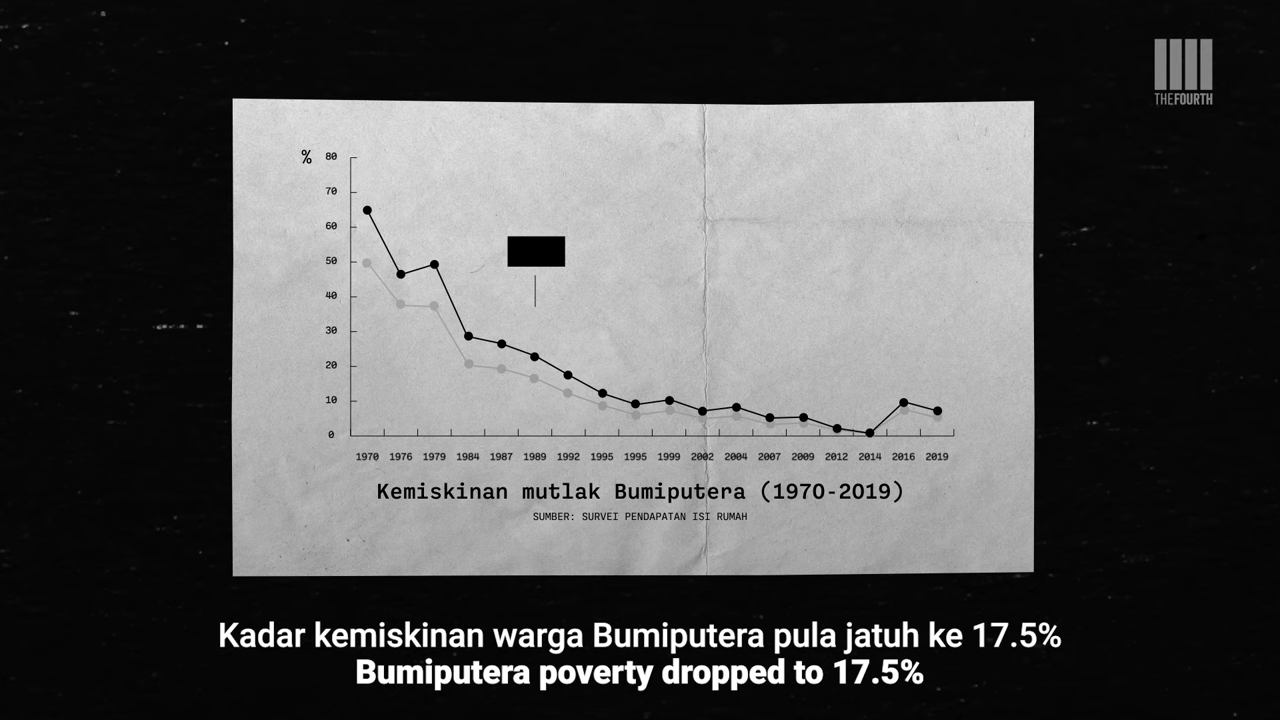 THEFOURTH
% 80
70
60
50
40
30
20
10
0
1970 1976 1979 1984 1987 1989 1992 1995 1995 1999 2002 2004 2007 2009 2012 2014 2016 2019
Kemiskinan mutlak Bumiputera (1970-2019)
SUMBER: SURVEI PENDAPATAN ISI RUMAH
Kadar kemiskinan warga Bumiputera pula jatuh ke 17.5%
Bumiputera poverty dropped to 17.5%